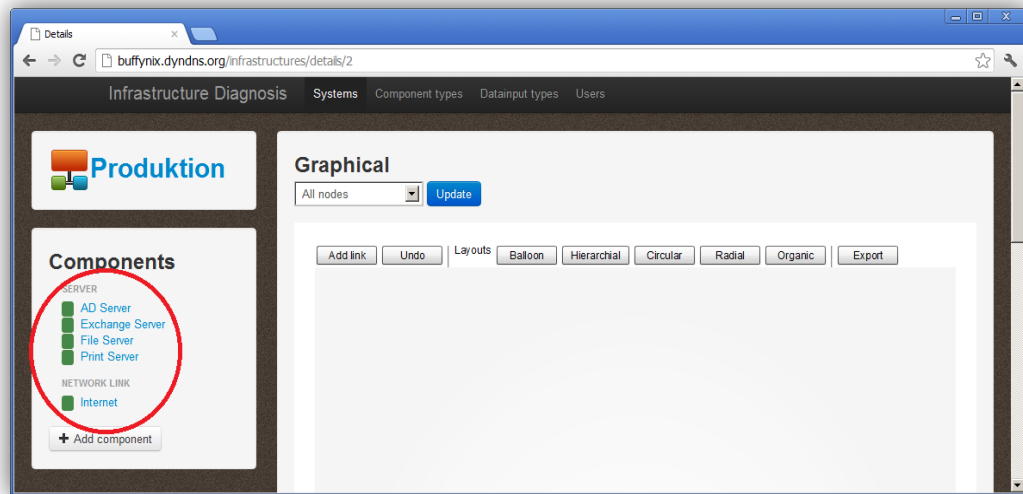 Details
buffynix.dyndns.org/infrastructures/details/2
Infrastructure Diagnosis Systems Component types Datainput types Users
Produktion
Components
SERVER
AD Server
Exchange Server
File Server
Print Server
NETWORK LINK
Internet
Add component
Graphical
All nodes Update
Add link Undo Layouts Balloon Hierarchial Circular Radial Organic Export